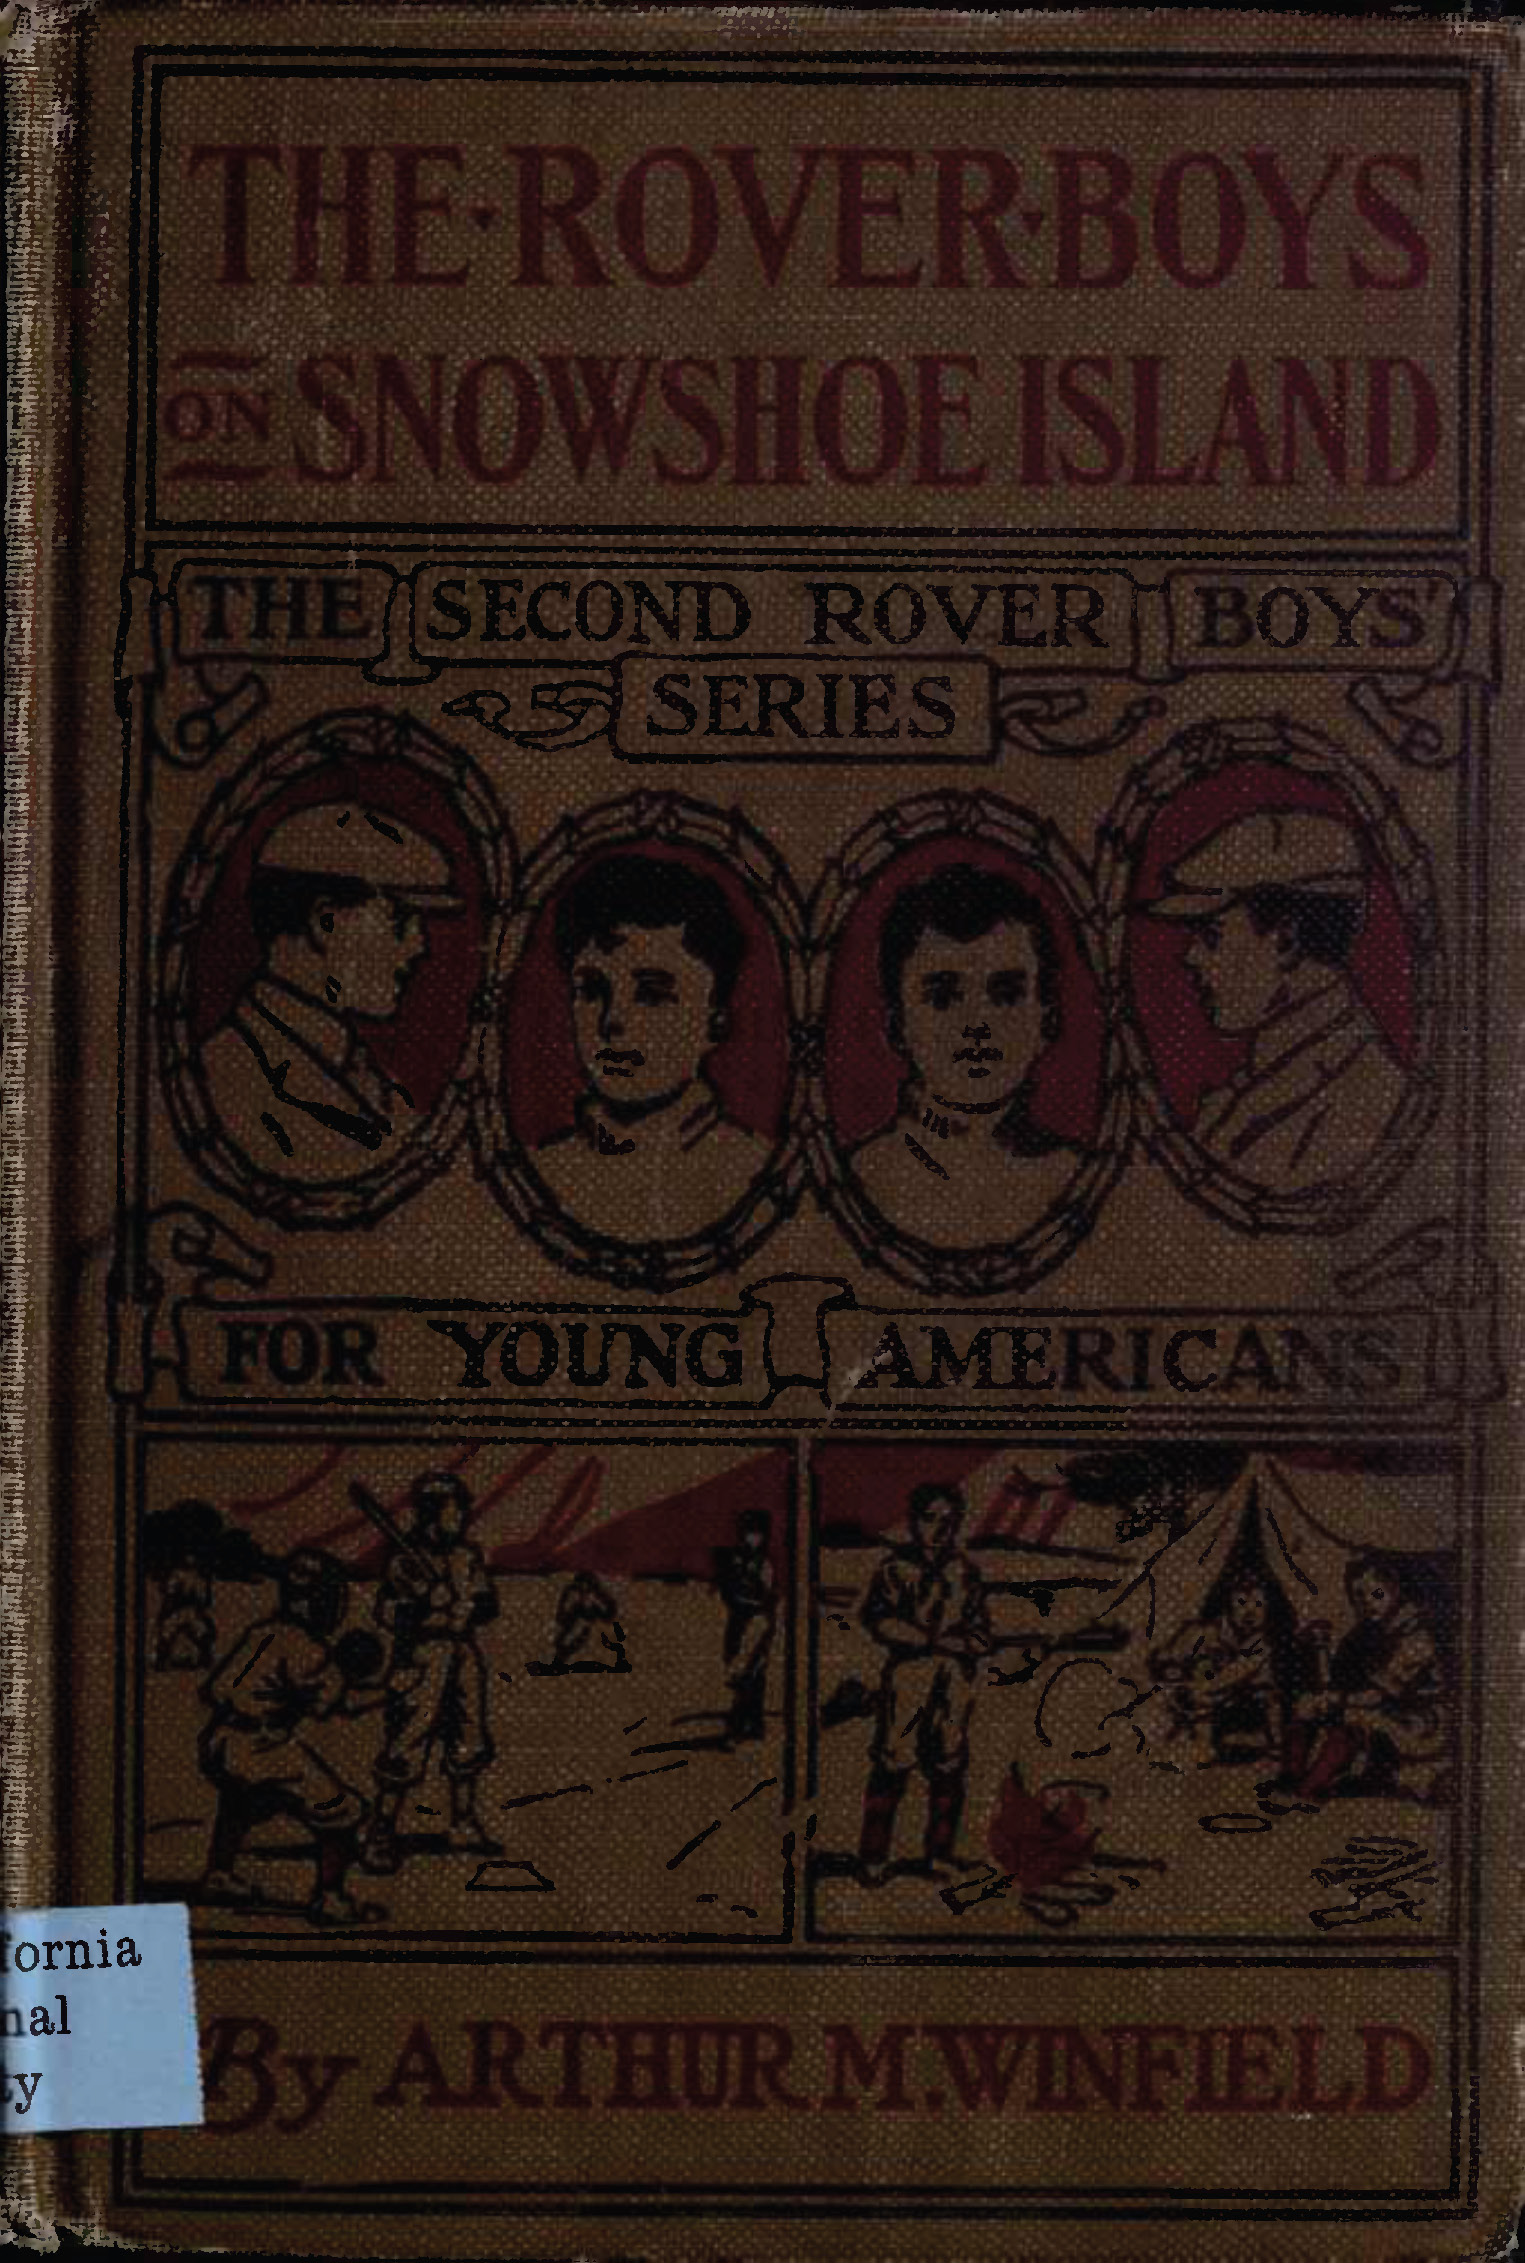 THE·ROVER·BOYS
ON SNOWSHOE ISLAND
THE SECOND ROVER BOYS'
SERIES
FOR YOUNG AMERICANS
ornia
nal
ty
By ARTHUR M. WINFIELD